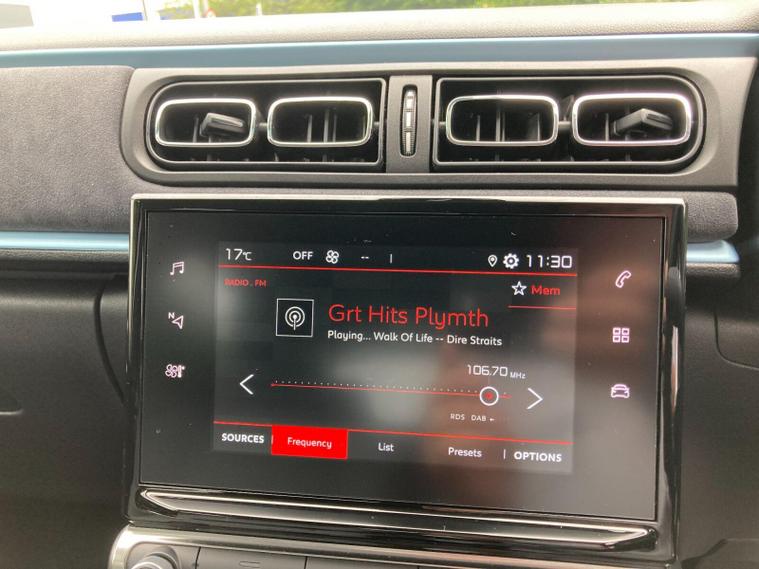 17°C OFF -- | 11:30
RADIO . FM
Mem
Grt Hits Plymth
Playing... Walk Of Life -- Dire Straits
106.70 MHz
RDS DAB
SOURCES | Frequency List Presets | OPTIONS
N